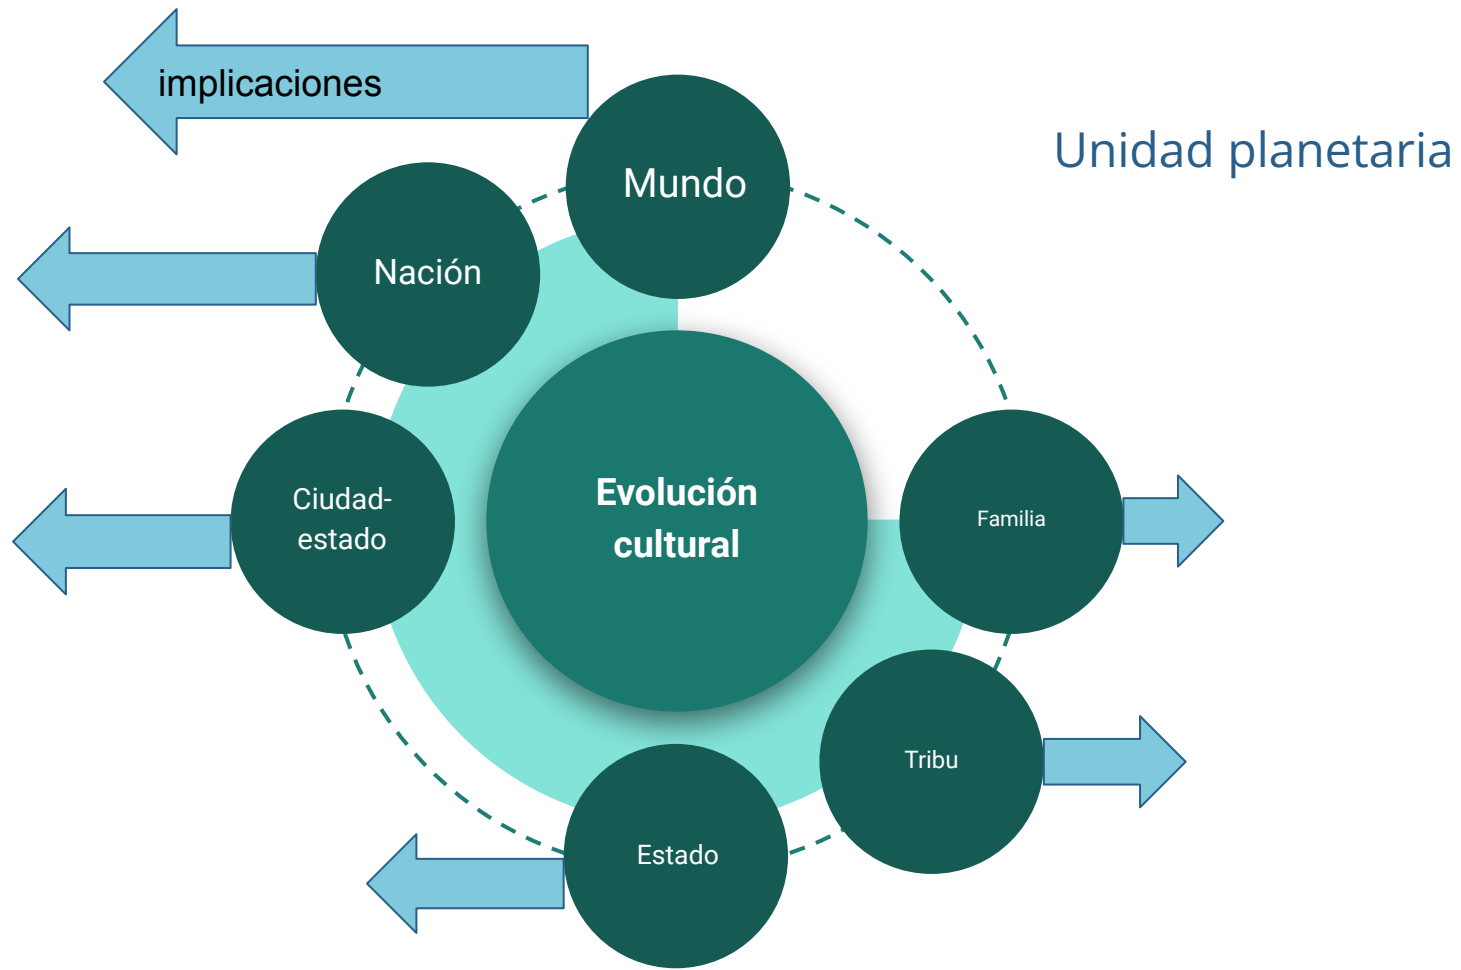 implicaciones
Unidad planetaria
Mundo
Nación
Ciudad-
estado
Evolución
cultural
Familia
Tribu
Estado